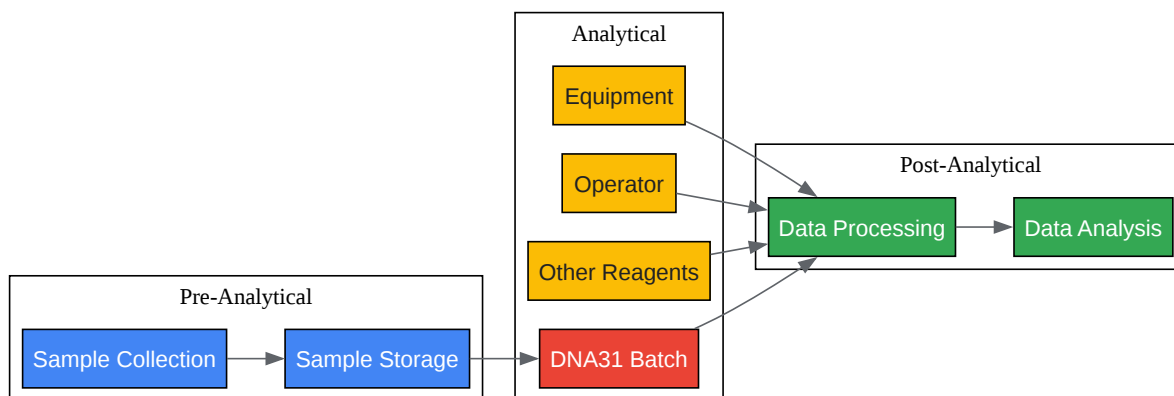 Analytical
Equipment
Operator
Other Reagents
DNA31 Batch
Post-Analytical
Data Processing
Data Analysis
Pre-Analytical
Sample Collection
Sample Storage